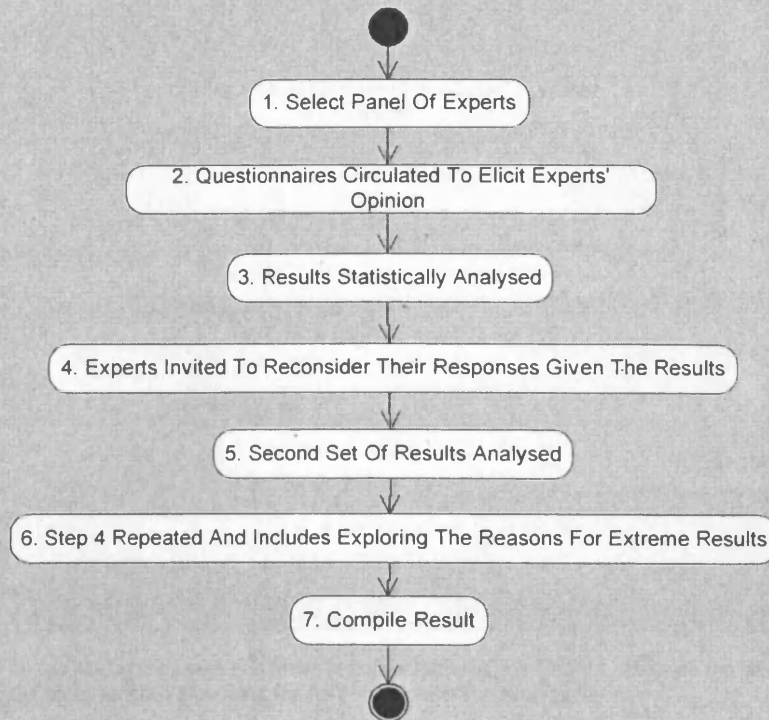 1. Select Panel Of Experts
2. Questionnaires Circulated To Elicit Experts'
Opinion
3. Results Statistically Analysed
4. Experts Invited To Reconsider Their Responses Given The Results
5. Second Set Of Results Analysed
6. Step 4 Repeated And Includes Exploring The Reasons For Extreme Results
7. Compile Result